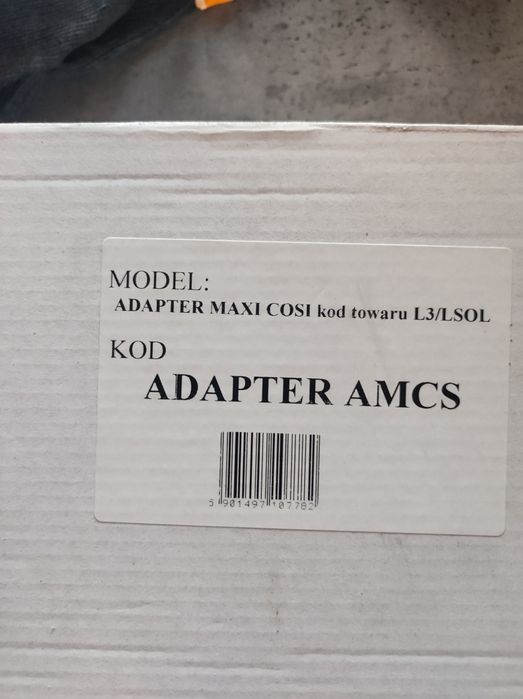 MODEL:
ADAPTER MAXI COSI kod towaru L3/LSOL
KOD
ADAPTER AMCS
5 901497 107782